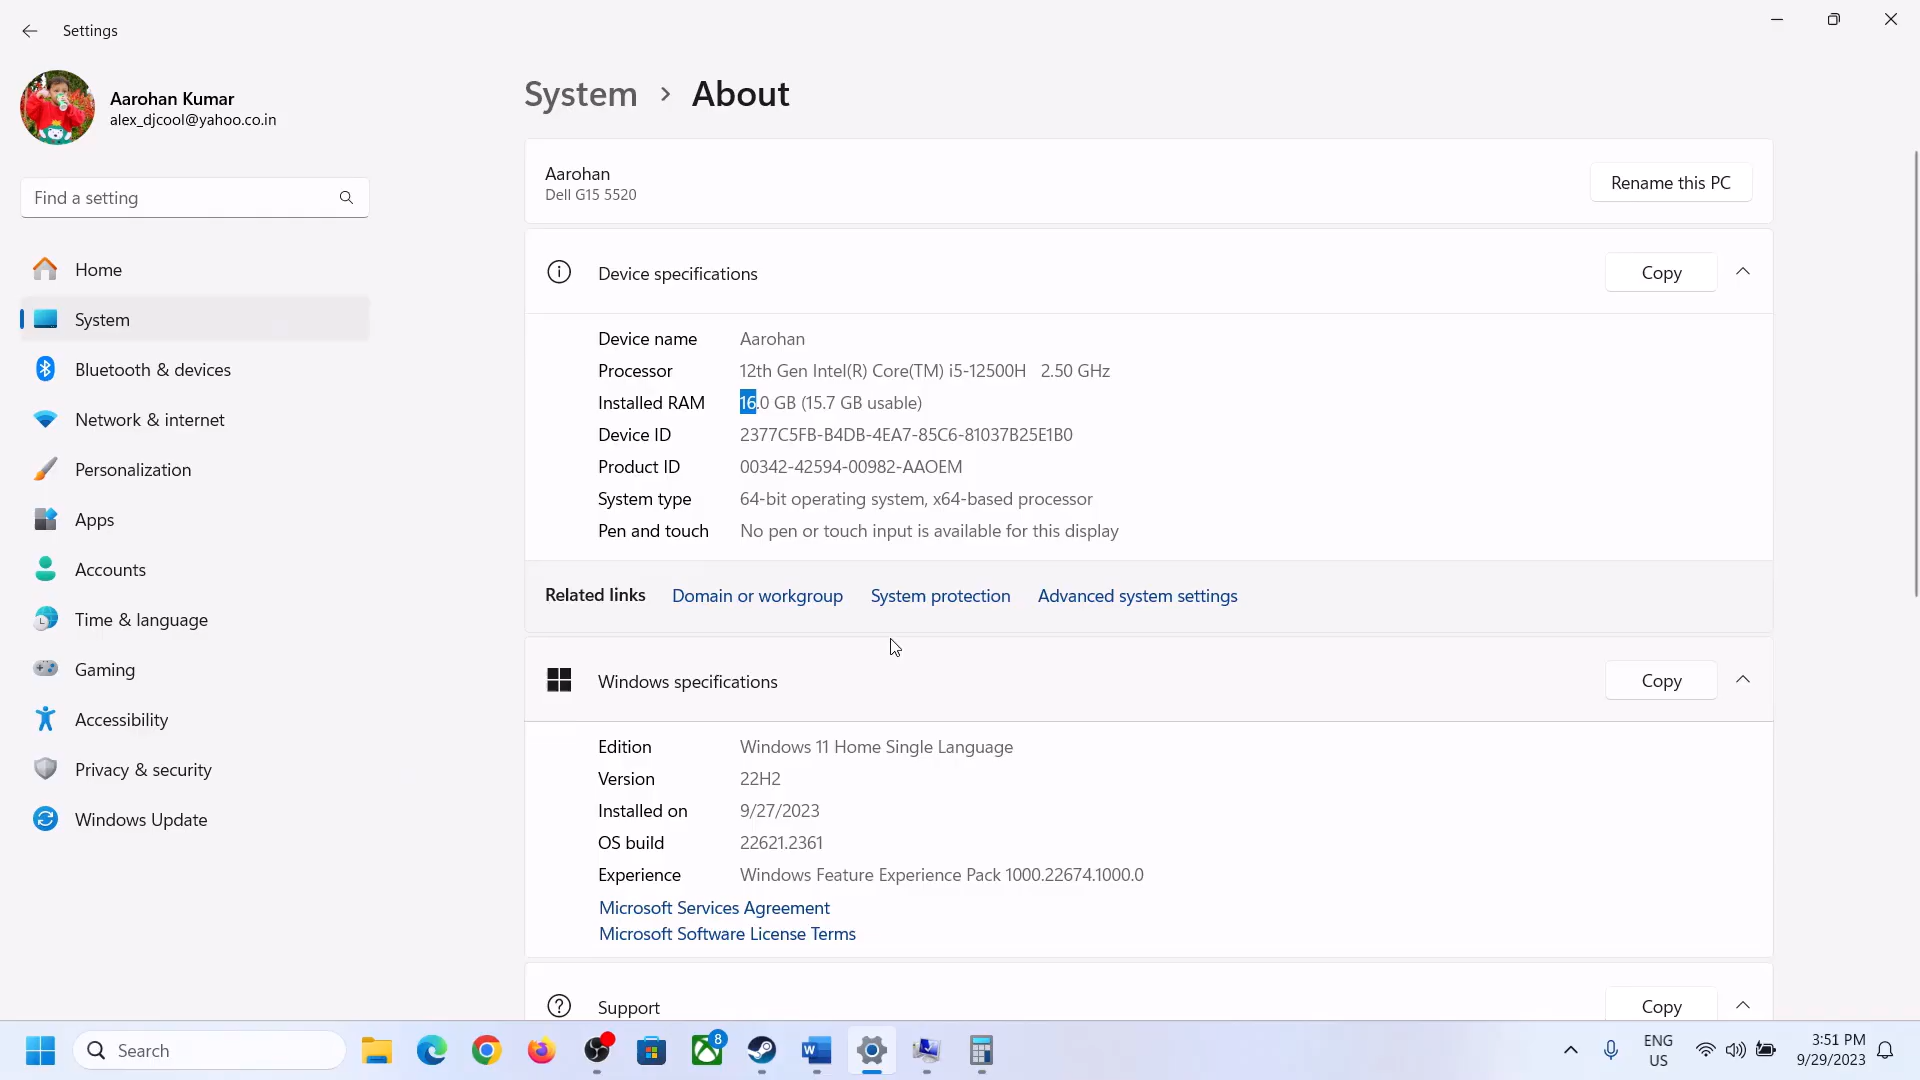 Settings
Aarohan Kumar
alex_djcool@yahoo.co.in
Find a setting
Home
System
Bluetooth & devices
Network & internet
Personalization
Apps
Accounts
Time & language
Gaming
Accessibility
Privacy & security
Windows Update
System > About
Aarohan
Dell G15 5520
Rename this PC
Device specifications
Copy
Device name Aarohan
Processor 12th Gen Intel(R) Core(TM) i5-12500H 2.50 GHz
Installed RAM 16.0 GB (15.7 GB usable)
Device ID 2377C5FB-B4DB-4EA7-85C6-81037B25E1B0
Product ID 00342-42594-00982-AAOEM
System type 64-bit operating system, x64-based processor
Pen and touch No pen or touch input is available for this display
Related links Domain or workgroup System protection Advanced system settings
Windows specifications
Copy
Edition Windows 11 Home Single Language
Version 22H2
Installed on 9/27/2023
OS build 22621.2361
Experience Windows Feature Experience Pack 1000.22674.1000.0
Microsoft Services Agreement
Microsoft Software License Terms
Support
Copy
Search
8
ENG
US
3:51 PM
9/29/2023